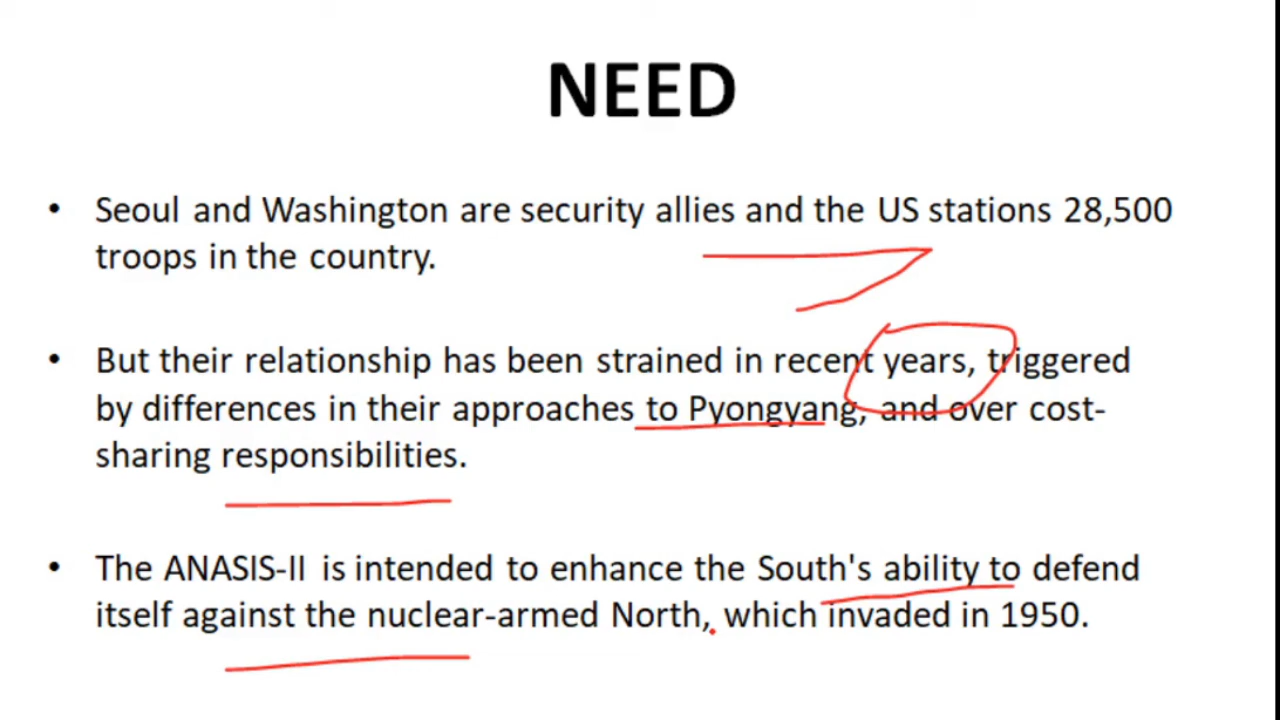 NEED
• Seoul and Washington are security allies and the US stations 28,500
troops in the country.
• But their relationship has been strained in recent years, triggered
by differences in their approaches to Pyongyang, and over cost-
sharing responsibilities.
• The ANASIS-II is intended to enhance the South's ability to defend
itself against the nuclear-armed North, which invaded in 1950.